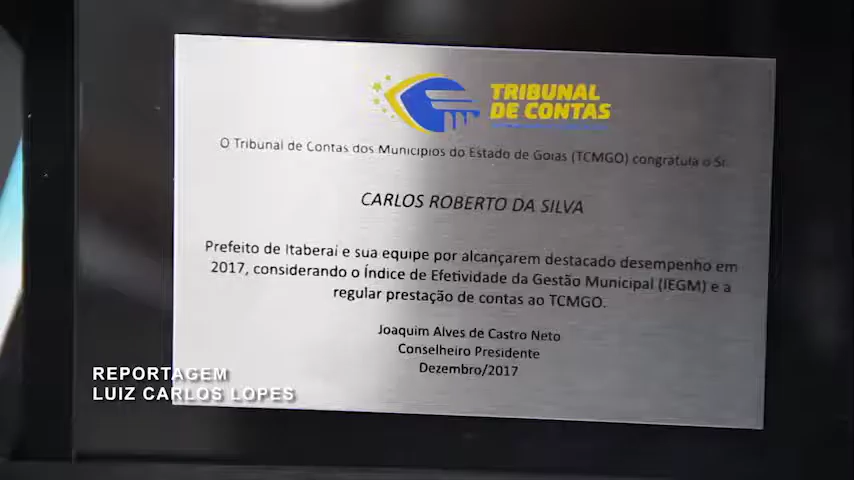 TRIBUNAL
DE CONTAS
O Tribunal de Contas dos Municípios do Estado de Goiás (TCMGO) congratula o Sr.
CARLOS ROBERTO DA SILVA
Prefeito de Itaberaí e sua equipe por alcançarem destacado desempenho em
2017, considerando o Índice de Efetividade da Gestão Municipal (IEGM) e a
regular prestação de contas ao TCMGO.
Joaquim Alves de Castro Neto
Conselheiro Presidente
Dezembro/2017
REPORTAGEM
LUIZ CARLOS LOPES